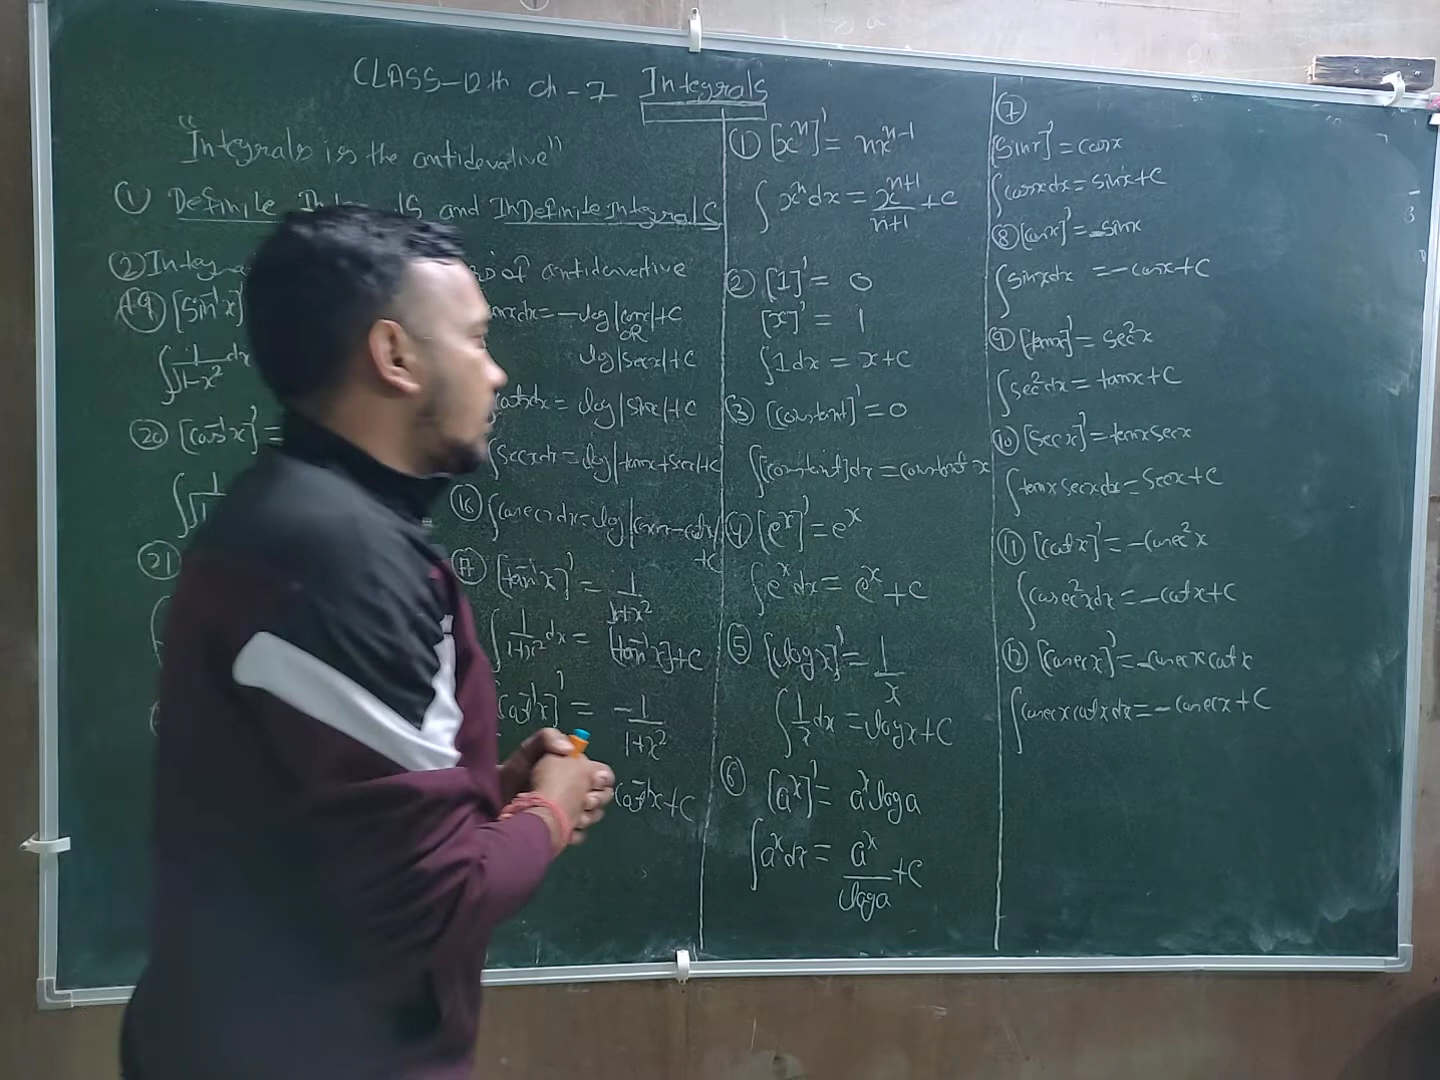 CLASS-12th ch-7 Integrals
"Integrals is the antidevative"
① Definite and InDefinite Integrals
② of antidevative
19 [sin⁻¹x]
∫ 1/√1-x² dx
20 [cos⁻¹x]' =
21
= -log|cosx|+C
OR
log|secx|+C
cotxdx = log|sinx|+C
∫secxdx = log|tanx+secx|+C
⑯ ∫cosecxdx = log|cosecx-cotx|
+C
⑰ [tan⁻¹x]' = 1/1+x²
∫ 1/1+x² dx = [tan⁻¹x]+C
[cot⁻¹x]' = -1/1+x²
cot⁻¹x+C
① [xⁿ]' = nxⁿ⁻¹
∫xⁿdx = xⁿ⁺¹/n+1 +C
② [1]' = 0
[x]' = 1
∫1dx = x+C
③ [constant]' = 0
∫[constant]dx = constant x
④ [eˣ]' = eˣ
∫eˣdx = eˣ+C
⑤ [logx]' = 1/x
∫ 1/x dx = logx+C
⑥ [aˣ]' = aˣloga
∫aˣdx = aˣ/loga +C
⑦
[sinx]' = cosx
∫cosxdx = sinx+C
⑧ [cosx]' = -sinx
∫sinxdx = -cosx+C
⑨ [tanx]' = sec²x
∫sec²dx = tanx+C
⑩ [secx]' = tanxsecx
∫tanxsecxdx = secx+C
⑪ [cotx]' = -cosec²x
∫cosec²xdx = -cotx+C
⑫ [cosecx]' = -cosecxcotx
∫cosecxcotxdx = -cosecx+C